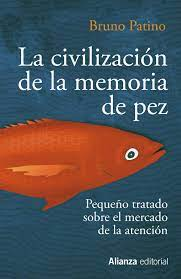 Bruno Patino
La civilización
de la memoria
de pez
Pequeño tratado
sobre el mercado
de la atención
Alianza editorial